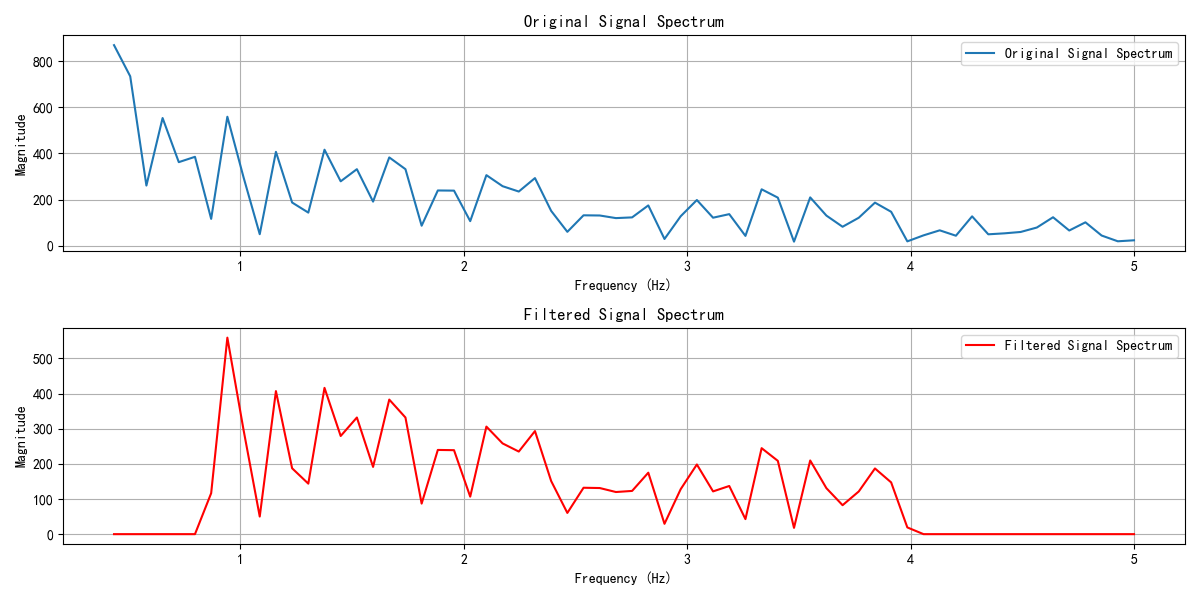 Original Signal Spectrum
Original Signal Spectrum
800
600
400
200
0
Magnitude
1 2 3 4 5
Frequency (Hz)
Filtered Signal Spectrum
Filtered Signal Spectrum
500
400
300
200
100
0
Magnitude
1 2 3 4 5
Frequency (Hz)